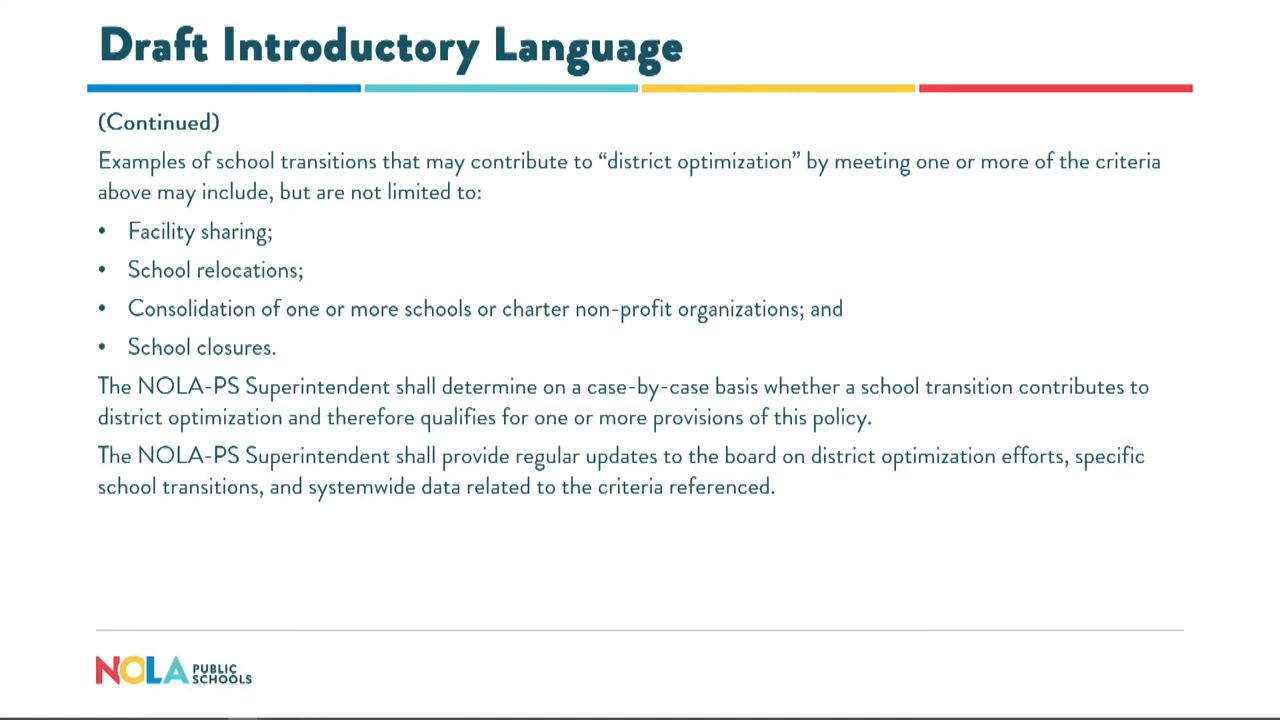 Draft Introductory Language
(Continued)
Examples of school transitions that may contribute to “district optimization” by meeting one or more of the criteria
above may include, but are not limited to:
• Facility sharing;
• School relocations;
• Consolidation of one or more schools or charter non-profit organizations; and
• School closures.
The NOLA-PS Superintendent shall determine on a case-by-case basis whether a school transition contributes to
district optimization and therefore qualifies for one or more provisions of this policy.
The NOLA-PS Superintendent shall provide regular updates to the board on district optimization efforts, specific
school transitions, and systemwide data related to the criteria referenced.
NOLA PUBLIC
SCHOOLS